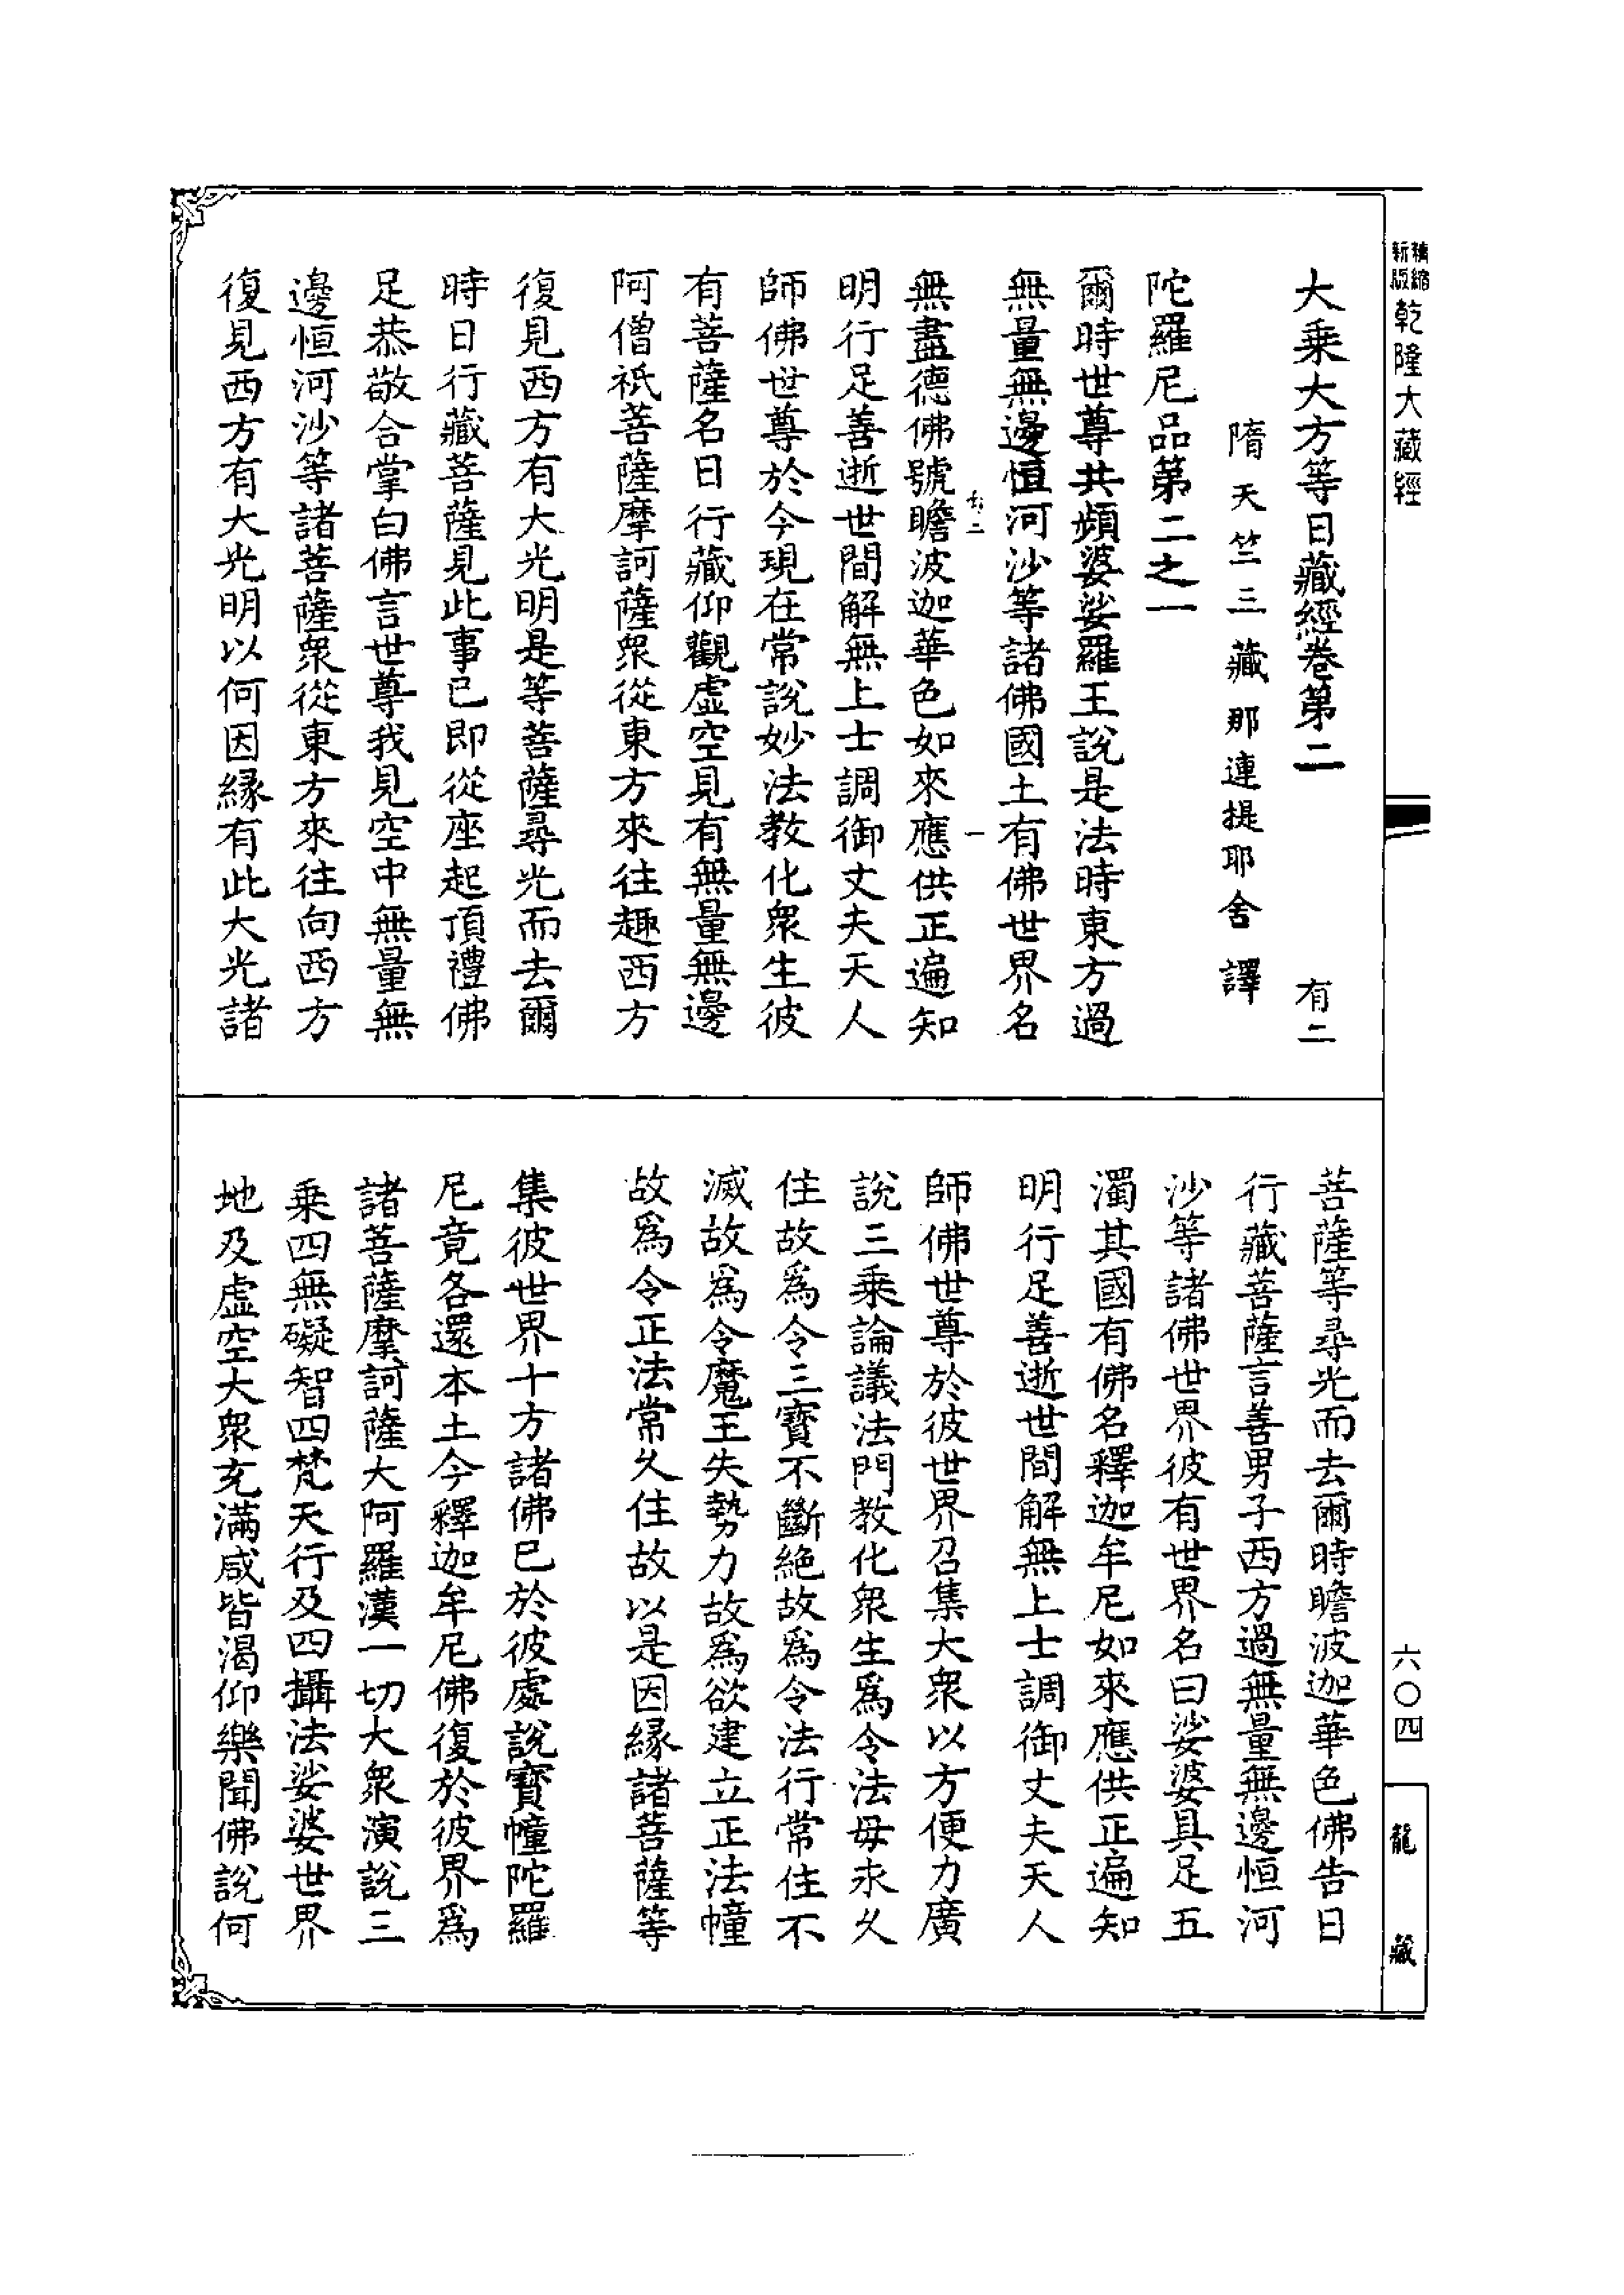 精縮
新版
乾隆大藏經
大乗大方等日藏經卷第二 有二
隋天竺三藏那連提耶舍 譯
陀羅尼品第二之一
爾時世尊共頻婆娑羅王說是法時東方過
無量無邊恒河沙等諸佛國土有佛世界名
無盡德佛號瞻波迦華色如來應供正遍知
明行足善逝世間解無上士調御丈夫天人
師佛世尊於今現在常說妙法教化衆生彼
有菩薩名日行藏仰觀虛空見有無量無邊
阿僧祇菩薩摩訶薩衆從東方來往趣西方
復見西方有大光明是等菩薩尋光而去爾
時日行藏菩薩見此事已即從座起頂禮佛
足恭敬合掌白佛言世尊我見空中無量無
邊恒河沙等諸菩薩衆從東方來往向西方
復見西方有大光明以何因緣有此大光諸
菩薩等尋光而去爾時瞻波迦華色佛告日
行藏菩薩言善男子西方過無量無邊恒河
沙等諸佛世界彼有世界名曰娑婆具足五
濁其國有佛名釋迦牟尼如來應供正遍知
明行足善逝世間解無上士調御丈夫天人
師佛世尊於彼世界召集大衆以方便力廣
說三乗論議法門教化衆生爲令法母永久
住故爲令三寶不斷絶故爲令法行常住不
滅故爲令魔王失勢力故爲欲建立正法幢
故爲令正法常久住故以是因緣諸菩薩等
集彼世界十方諸佛已於彼處說寶幢陀羅
尼竟各還本土今釋迦牟尼佛復於彼界爲
諸菩薩摩訶薩大阿羅漢一切大衆演說三
乗四無礙智四梵天行及四攝法娑婆世界
地及虛空大衆充滿咸皆渴仰樂聞佛說何
六〇四
龍藏